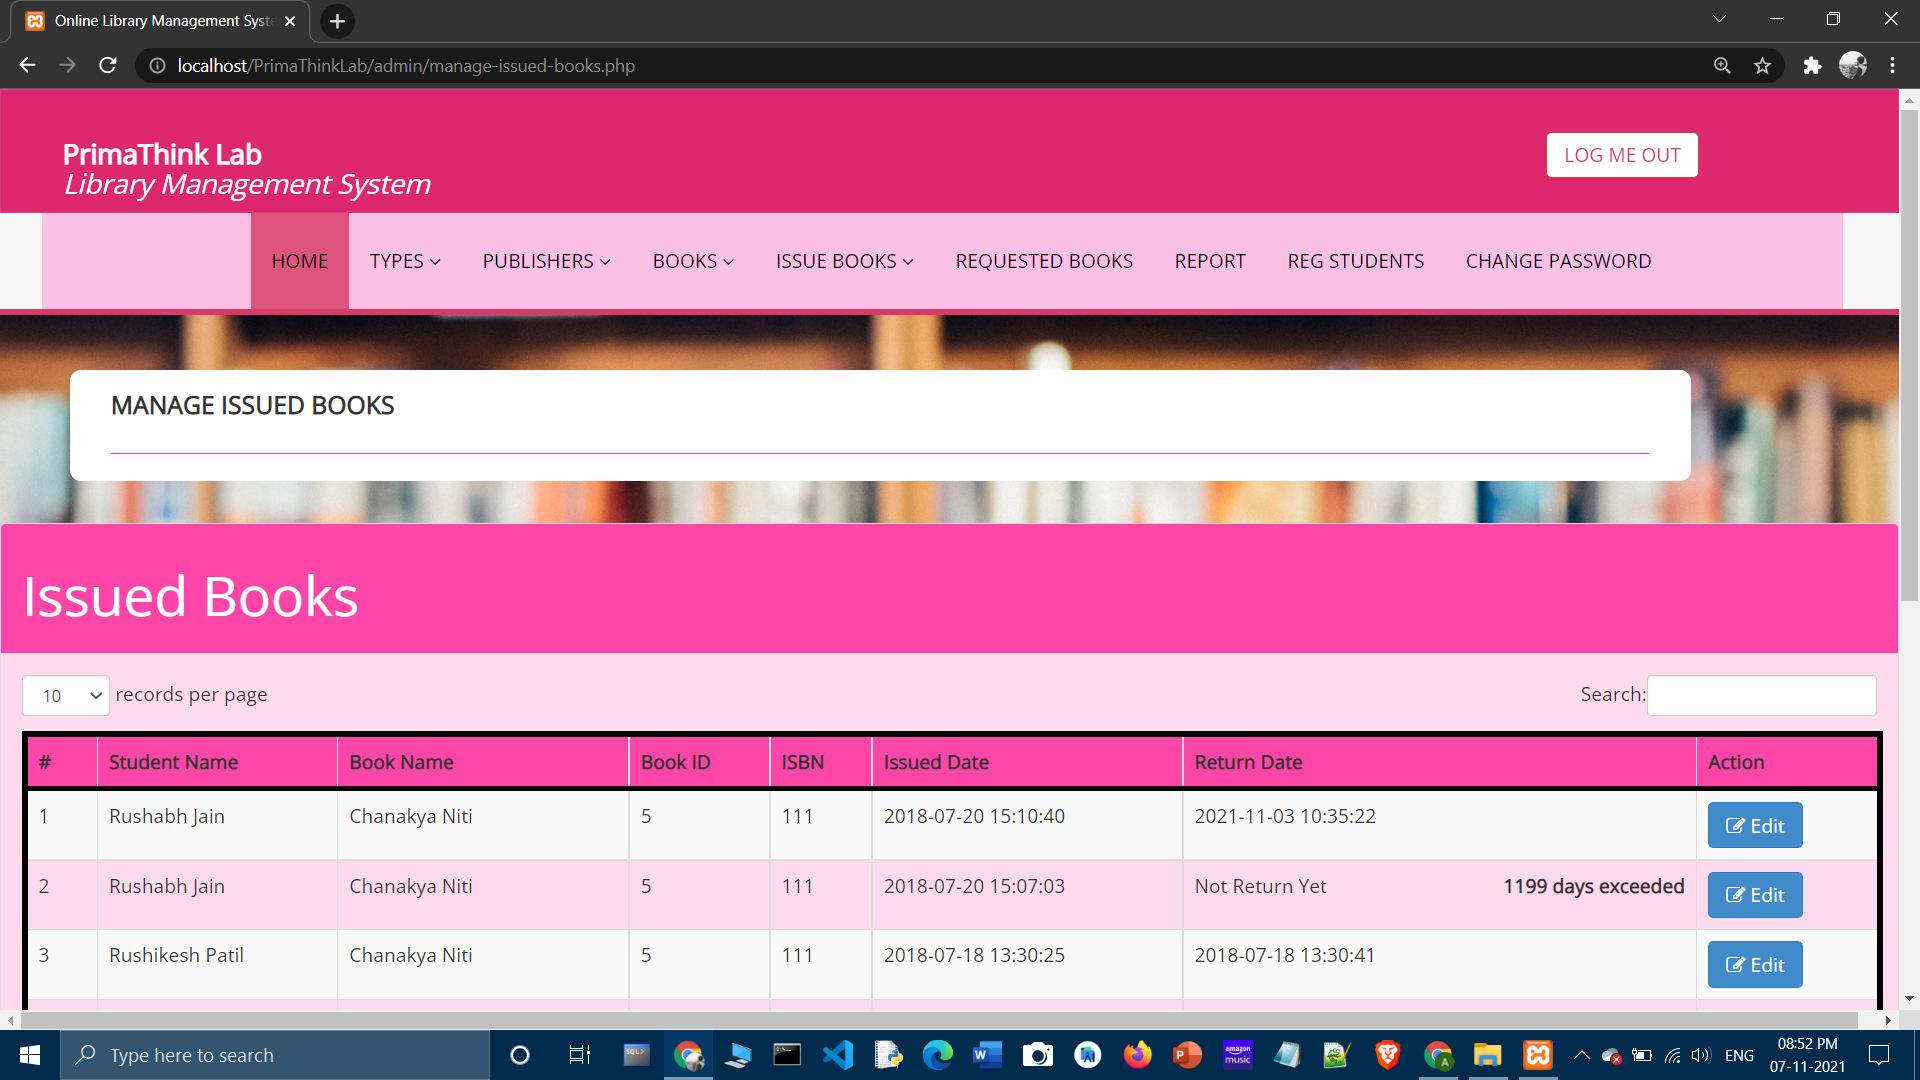 Online Library Management Syst
localhost/PrimaThinkLab/admin/manage-issued-books.php
PrimaThink Lab
Library Management System
LOG ME OUT
HOME TYPES PUBLISHERS BOOKS ISSUE BOOKS REQUESTED BOOKS REPORT REG STUDENTS CHANGE PASSWORD
MANAGE ISSUED BOOKS
Issued Books
10 records per page Search:
# Student Name Book Name Book ID ISBN Issued Date Return Date Action
1 Rushabh Jain Chanakya Niti 5 111 2018-07-20 15:10:40 2021-11-03 10:35:22 Edit
2 Rushabh Jain Chanakya Niti 5 111 2018-07-20 15:07:03 Not Return Yet 1199 days exceeded Edit
3 Rushikesh Patil Chanakya Niti 5 111 2018-07-18 13:30:25 2018-07-18 13:30:41 Edit
Type here to search
SQL>
amazon music
ENG
08:52 PM
07-11-2021